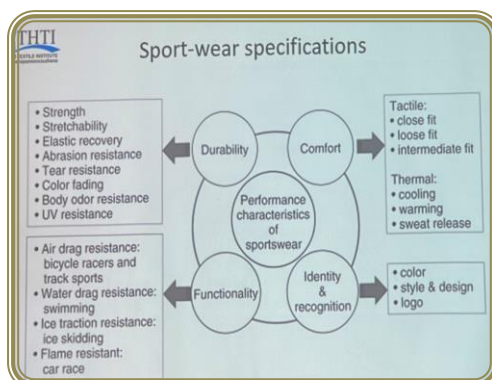 THTI
TEXTILE INSTITUTE
Sport-wear specifications
• Strength
• Stretchability
• Elastic recovery
• Abrasion resistance
• Tear resistance
• Color fading
• Body odor resistance
• UV resistance
Durability
Comfort
Tactile:
• close fit
• loose fit
• intermediate fit
Thermal:
• cooling
• warming
• sweat release
Performance
characteristics
of
sportswear
• Air drag resistance:
bicycle racers and
track sports
• Water drag resistance:
swimming
• Ice traction resistance:
ice skidding
• Flame resistant:
car race
Functionality
Identity
&
recognition
• color
• style & design
• logo